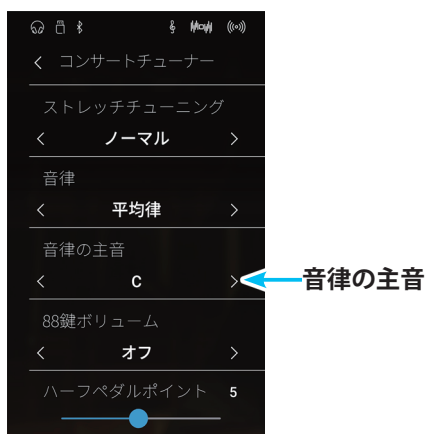 コンサートチューナー
ストレッチチューニング
ノーマル
音律
平均律
音律の主音
C
音律の主音
88鍵ボリューム
オフ
ハーフペダルポイント 5